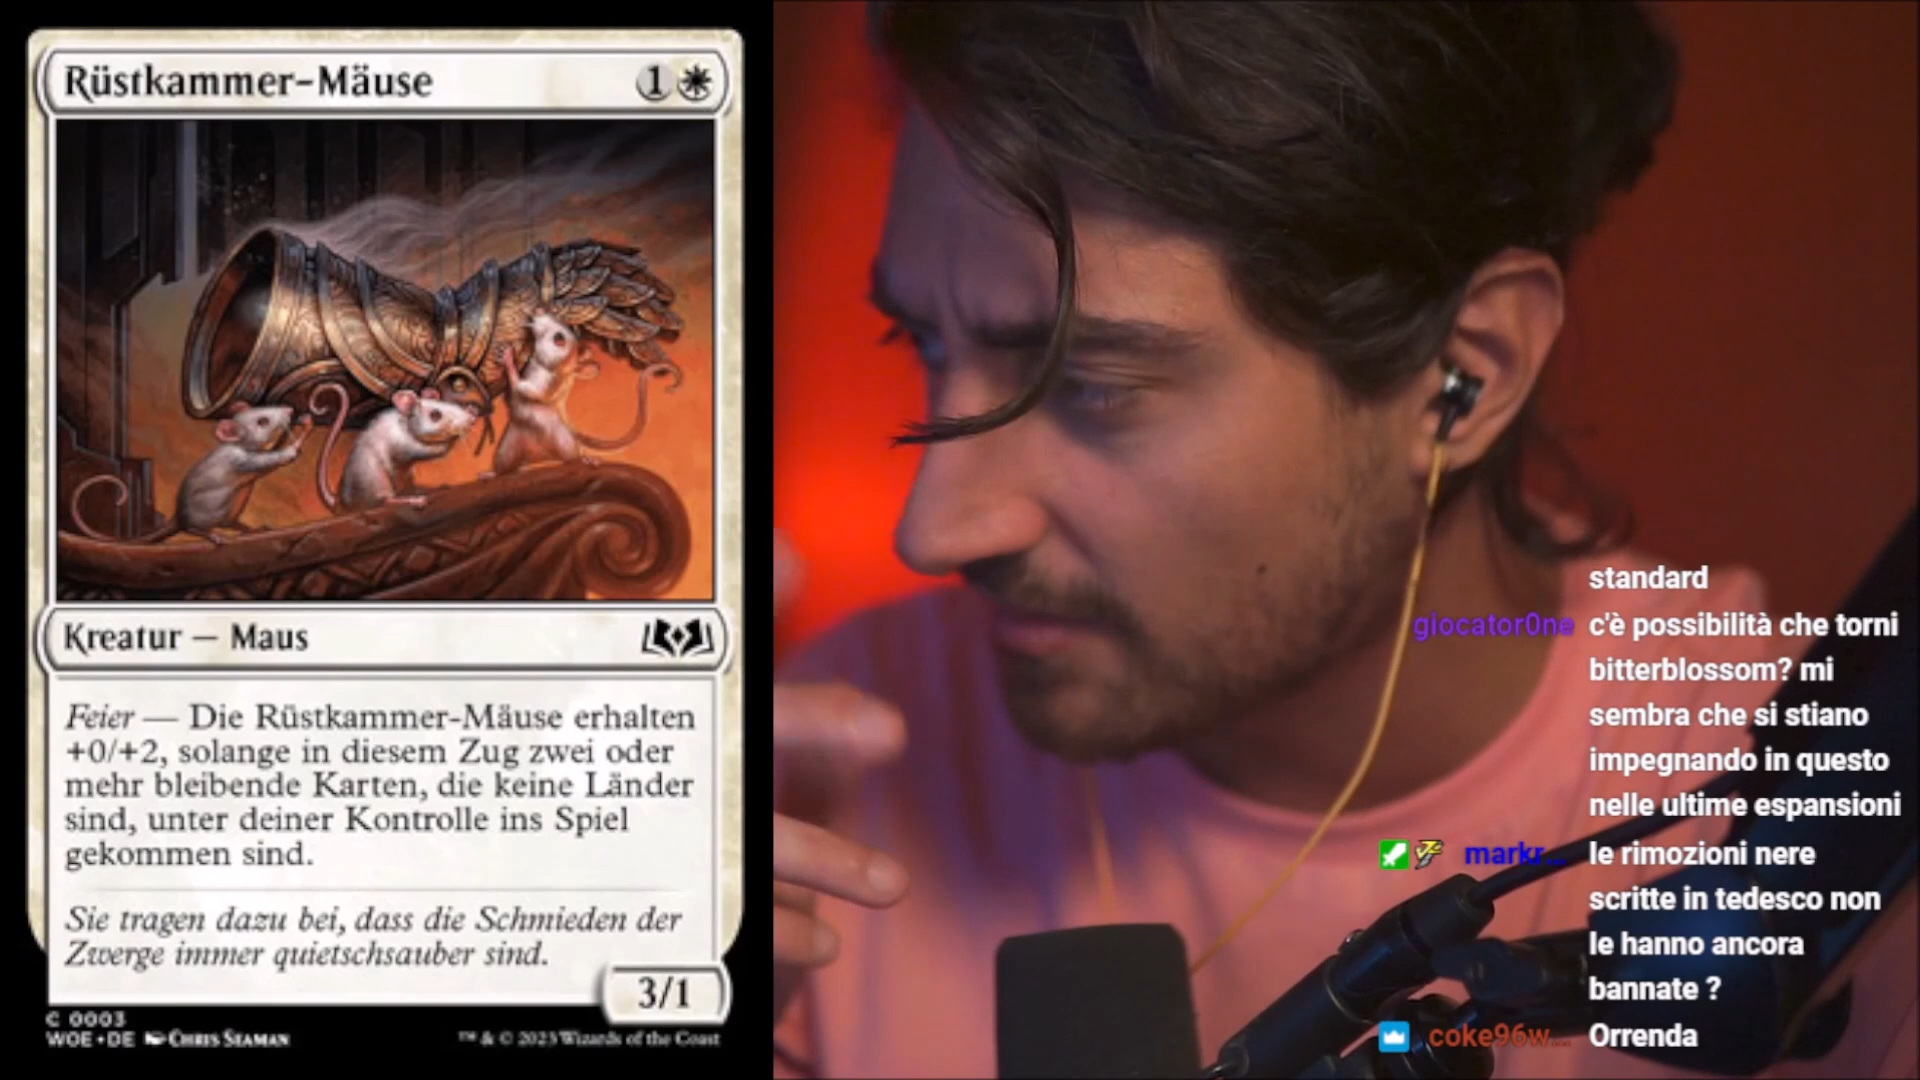 Rüstkammer-Mäuse 1
Kreatur — Maus
Feier — Die Rüstkammer-Mäuse erhalten
+0/+2, solange in diesem Zug zwei oder
mehr bleibende Karten, die keine Länder
sind, unter deiner Kontrolle ins Spiel
gekommen sind.
Sie tragen dazu bei, dass die Schmieden der
Zwerge immer quietschsauber sind.
3/1
C 0003
WOE • DE Chris Seaman
™ & © 2023 Wizards of the Coast
standard
giocator0ne c'è possibilità che torni
bitterblossom? mi
sembra che si stiano
impegnando in questo
nelle ultime espansioni
markr... le rimozioni nere
scritte in tedesco non
le hanno ancora
bannate ?
coke96w... Orrenda